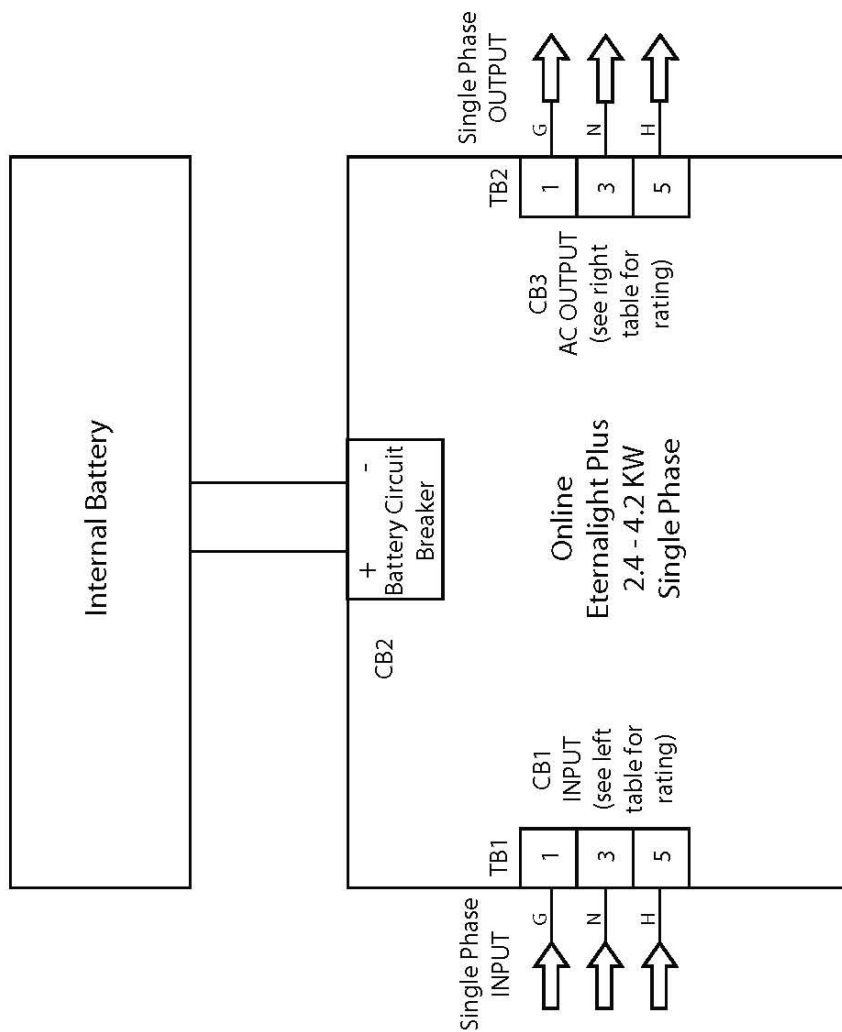 Internal Battery
+ -
Battery Circuit
Breaker
CB2
Single Phase
INPUT
G
N
H
TB1
1
3
5
CB1
INPUT
(see left
table for
rating)
Online
Eternalight Plus
2.4 - 4.2 KW
Single Phase
CB3
AC OUTPUT
(see right
table for
rating)
TB2
1
3
5
G
N
H
Single Phase
OUTPUT